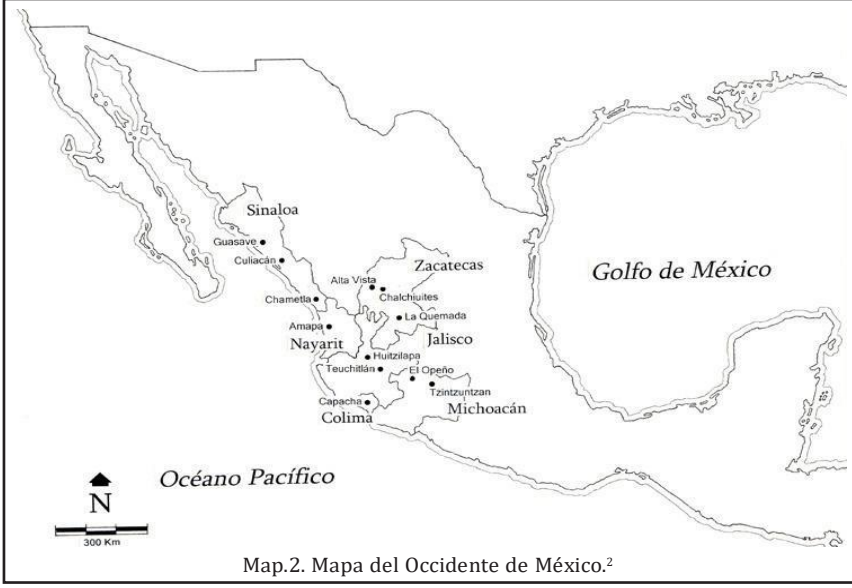 Sinaloa
Guasave
Culiacán
Zacatecas
Golfo de México
Alta Vista
Chalchiuites
Chametla
La Quemada
Amapa
Nayarit
Jalisco
Huitzilapa
Teuchitlán
El Openo
Tzintzuntzan
Capacha
Michoacán
Colima
Océano Pacífico
N
300 Km
Map.2. Mapa del Occidente de México.²